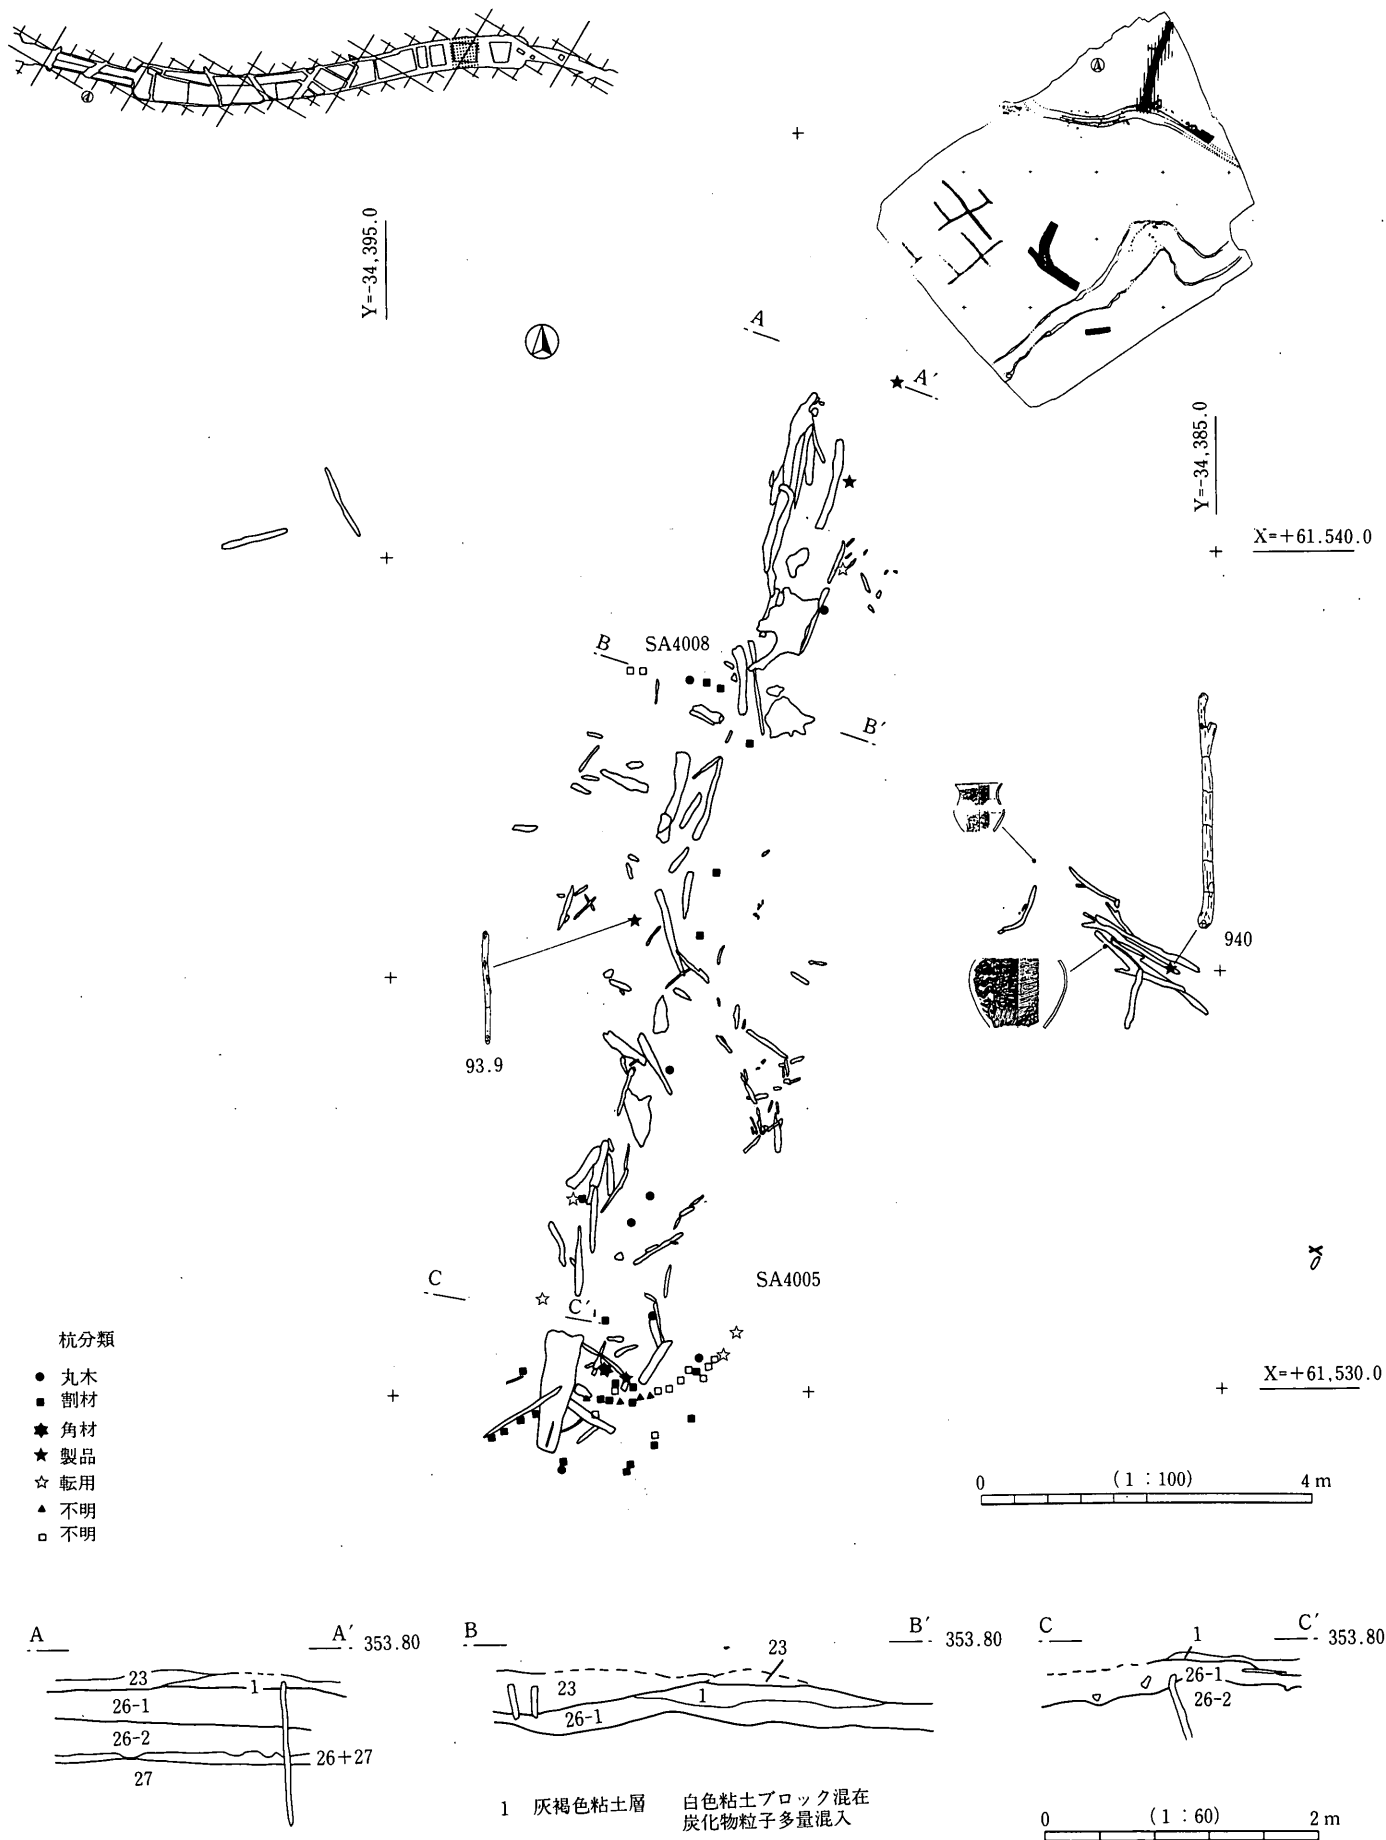 Y=-34,395.0
A
A′
Y=-34,385.0
X=+61.540.0
B
SA4008
B′
940
93.9
C
SA4005
C′
杭分類
丸木
割材
角材
製品
転用
不明
不明
X=+61,530.0
0 (1:100) 4m
A A′ 353.80
23
1
26-1
26-2
26+27
27
B B′ 353.80
23
23
1
26-1
C C′ 353.80
1
26-1
26-2
1 灰褐色粘土層 白色粘土ブロック混在
炭化物粒子多量混入
0 (1:60) 2m